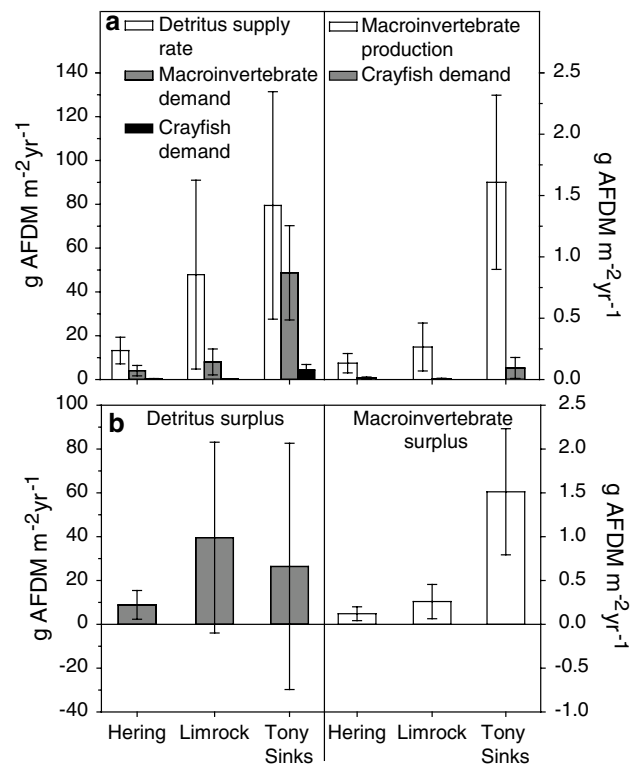 a
Detritus supply
rate
Macroinvertebrate
demand
Crayfish
demand
Macroinvertebrate
production
Crayfish demand
140
120
100
80
60
40
20
0
g AFDM m⁻²yr⁻¹
2.5
2.0
1.5
1.0
0.5
0.0
g AFDM m⁻²yr⁻¹
b
Detritus surplus
Macroinvertebrate
surplus
100
80
60
40
20
0
-20
-40
g AFDM m⁻²yr⁻¹
2.5
2.0
1.5
1.0
0.5
0.0
-0.5
-1.0
g AFDM m⁻²yr⁻¹
Hering Limrock Tony
Sinks
Hering Limrock Tony
Sinks